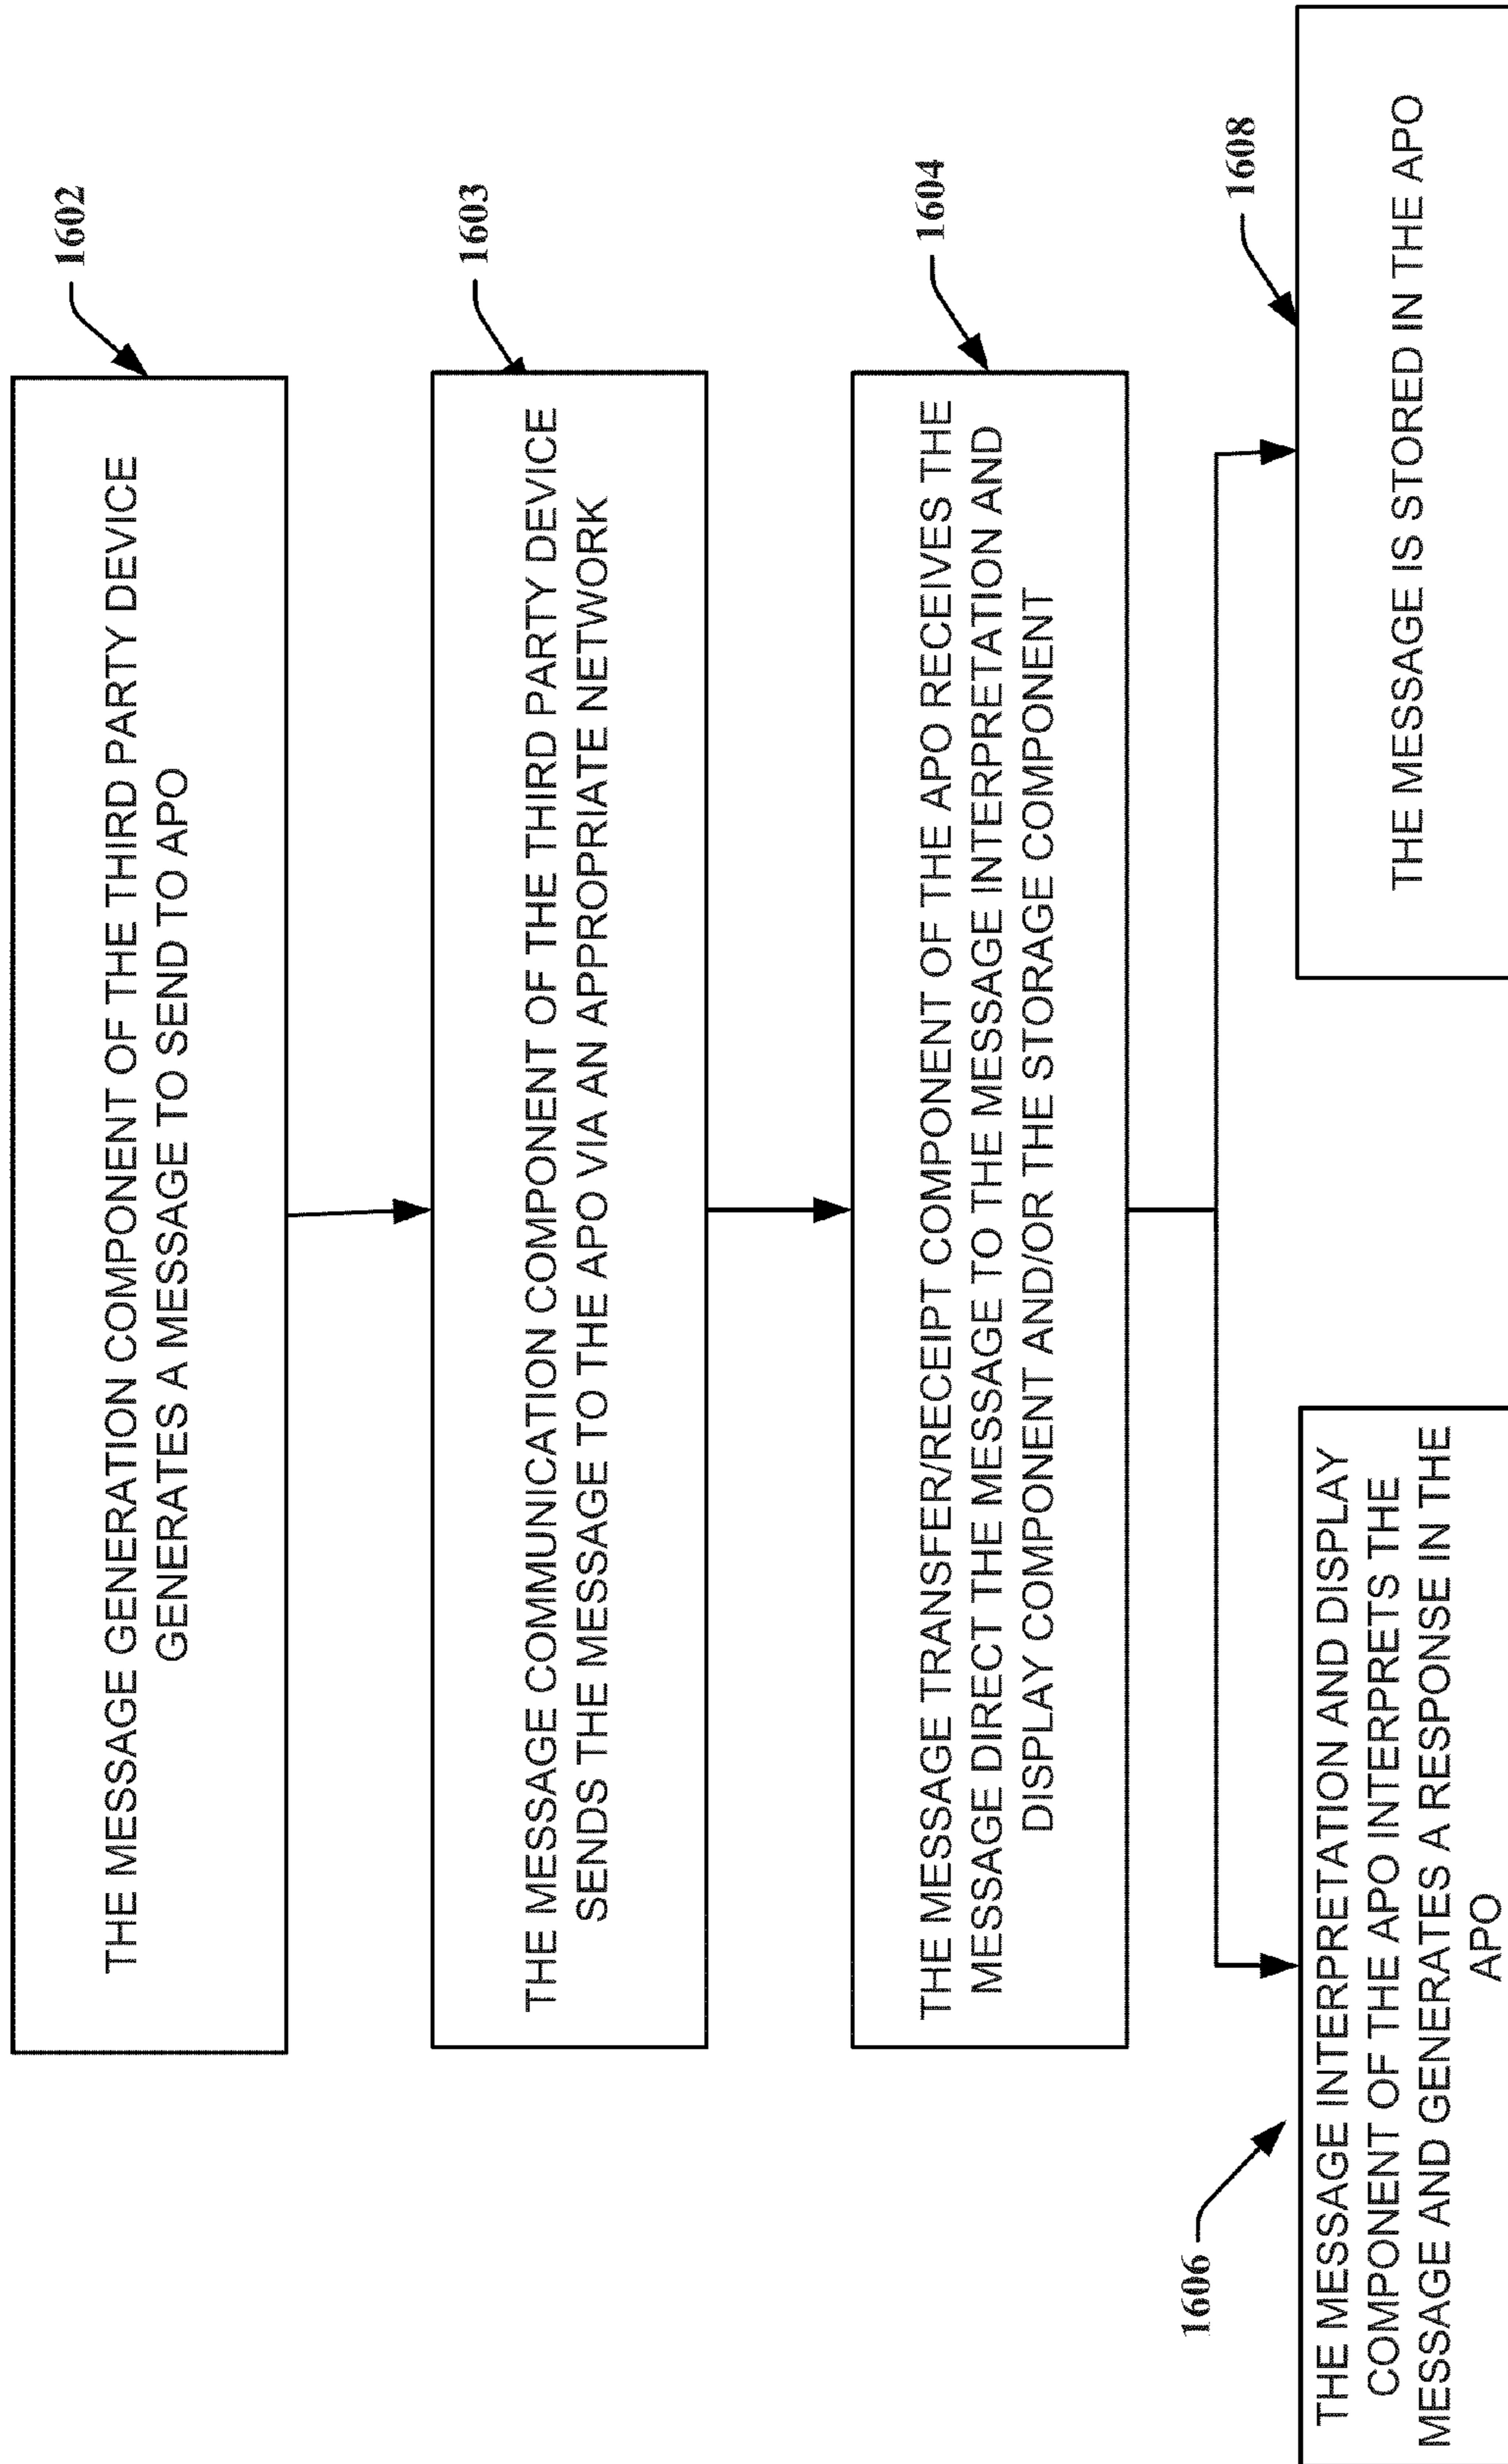 1602
THE MESSAGE GENERATION COMPONENT OF THE THIRD PARTY DEVICE
GENERATES A MESSAGE TO SEND TO APO
1603
THE MESSAGE COMMUNICATION COMPONENT OF THE THIRD PARTY DEVICE
SENDS THE MESSAGE TO THE APO VIA AN APPROPRIATE NETWORK
1604
THE MESSAGE TRANSFER/RECEIPT COMPONENT OF THE APO RECEIVES THE
MESSAGE DIRECT THE MESSAGE TO THE MESSAGE INTERPRETATION AND
DISPLAY COMPONENT AND/OR THE STORAGE COMPONENT
1606
THE MESSAGE INTERPRETATION AND DISPLAY
COMPONENT OF THE APO INTERPRETS THE
MESSAGE AND GENERATES A RESPONSE IN THE
APO
1608
THE MESSAGE IS STORED IN THE APO